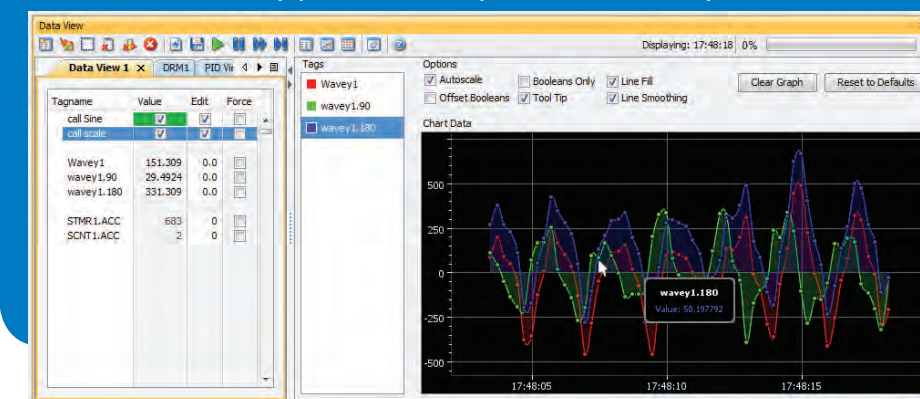 Data View
Displaying: 17:48:18 0%
Data View 1 DRM1 PID Vie
Tagname Value Edit Force
call Sine
call scale
Wavey1 151.309 0.0
wavey1.90 29.4924 0.0
wavey1.180 331.309 0.0
STMR1.ACC 683 0
SCNT1.ACC 2 0
Tags
Wavey1
wavey1.90
wavey1.180
Options
Autoscale Booleans Only Line Fill
Offset Booleans Tool Tip Line Smoothing
Clear Graph Reset to Defaults
Chart Data
500
250
0
-250
-500
wavey1.180
Value: 50.197792
17:48:05 17:48:10 17:48:15